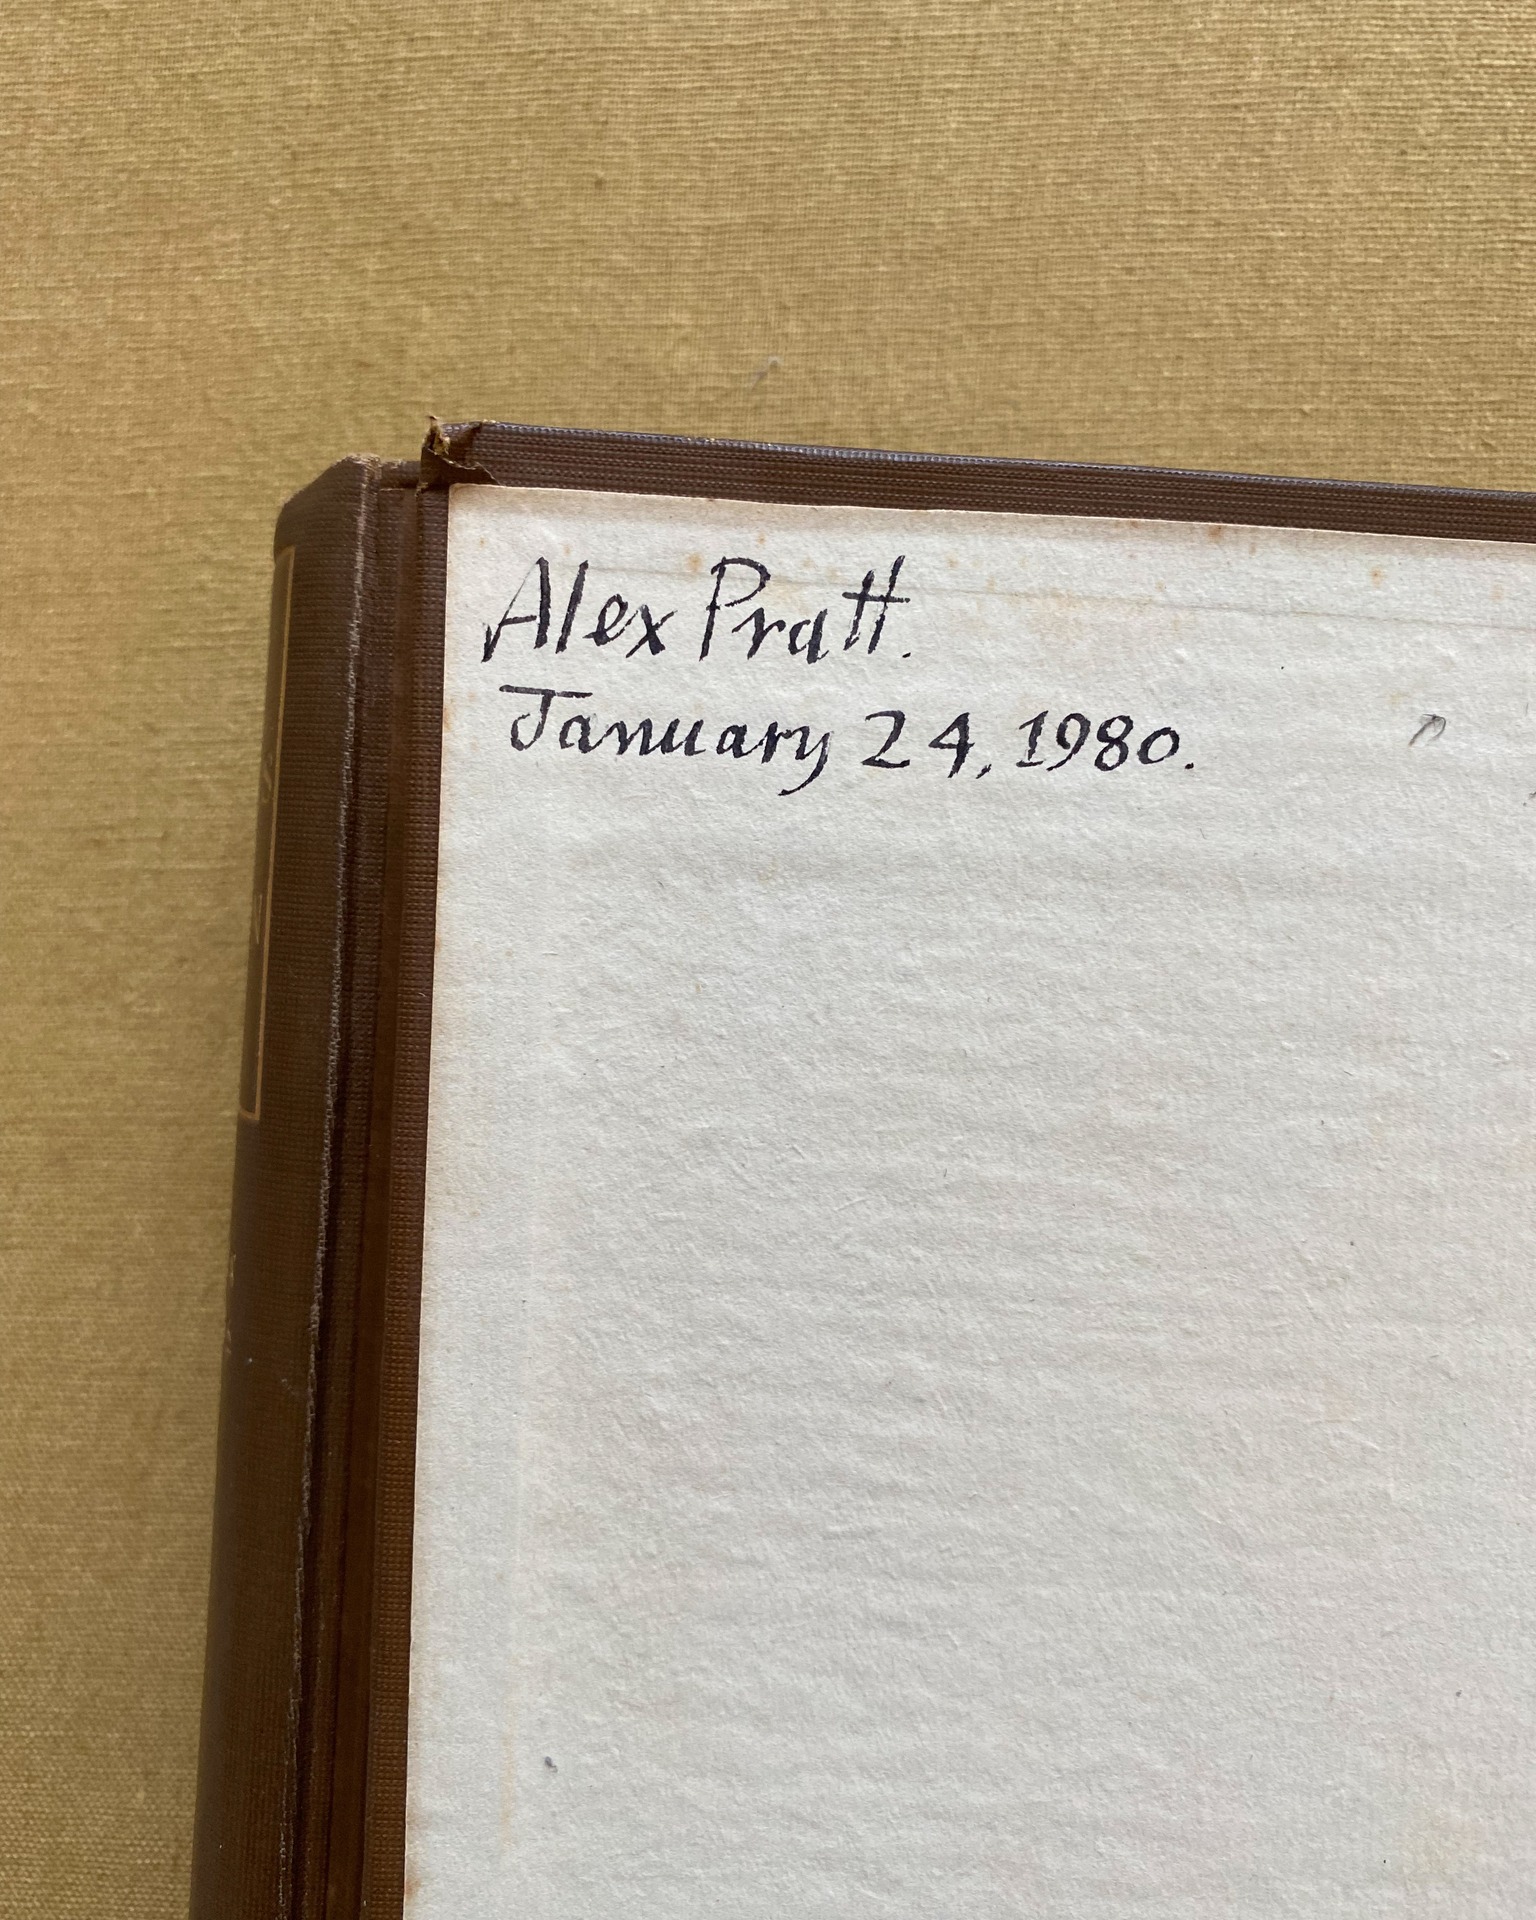 Alex Pratt.
January 24, 1980.